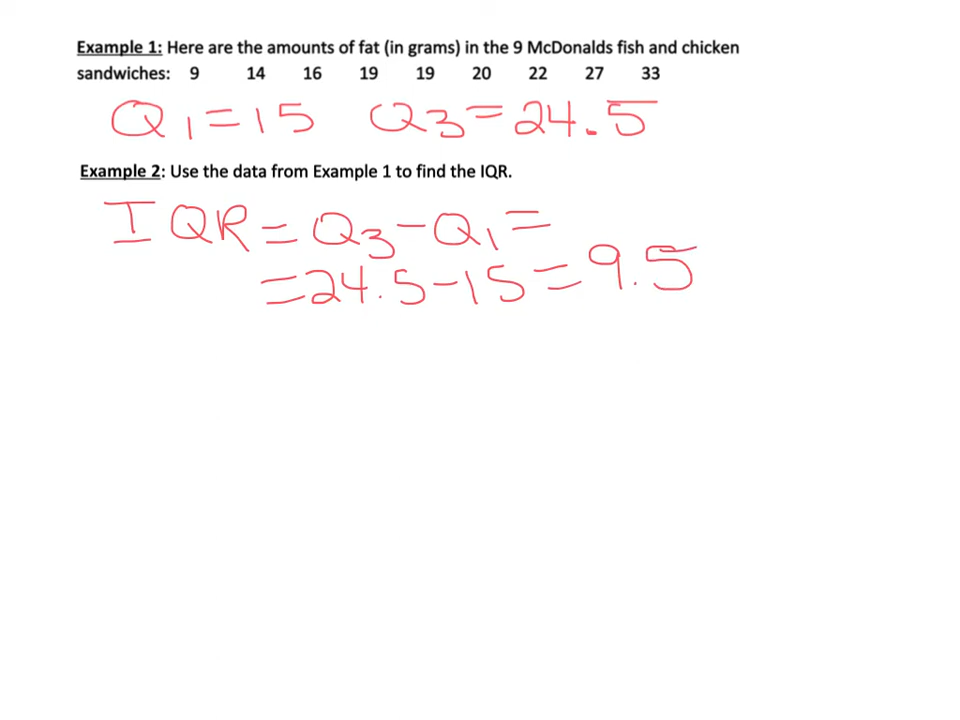 Example 1: Here are the amounts of fat (in grams) in the 9 McDonalds fish and chicken
sandwiches: 9 14 16 19 19 20 22 27 33
Q1=15 Q3=24.5
Example 2: Use the data from Example 1 to find the IQR.
IQR=Q3-Q1=
=24.5-15=9.5